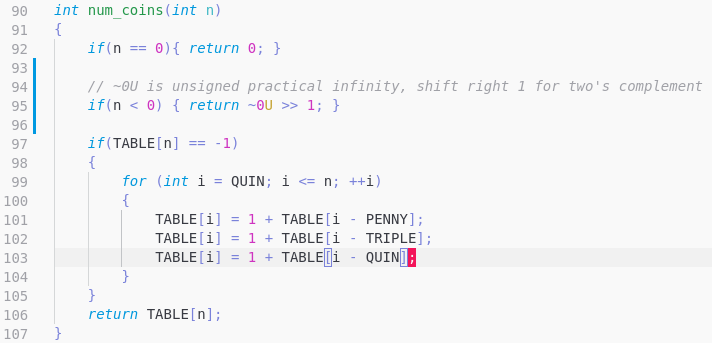 90 int num_coins(int n)
91 {
92     if(n == 0){ return 0; }
93
94     // ~0U is unsigned practical infinity, shift right 1 for two's complement
95     if(n < 0) { return ~0U >> 1; }
96
97     if(TABLE[n] == -1)
98     {
99         for (int i = QUIN; i <= n; ++i)
100         {
101             TABLE[i] = 1 + TABLE[i - PENNY];
102             TABLE[i] = 1 + TABLE[i - TRIPLE];
103             TABLE[i] = 1 + TABLE[i - QUIN];
104         }
105     }
106     return TABLE[n];
107 }